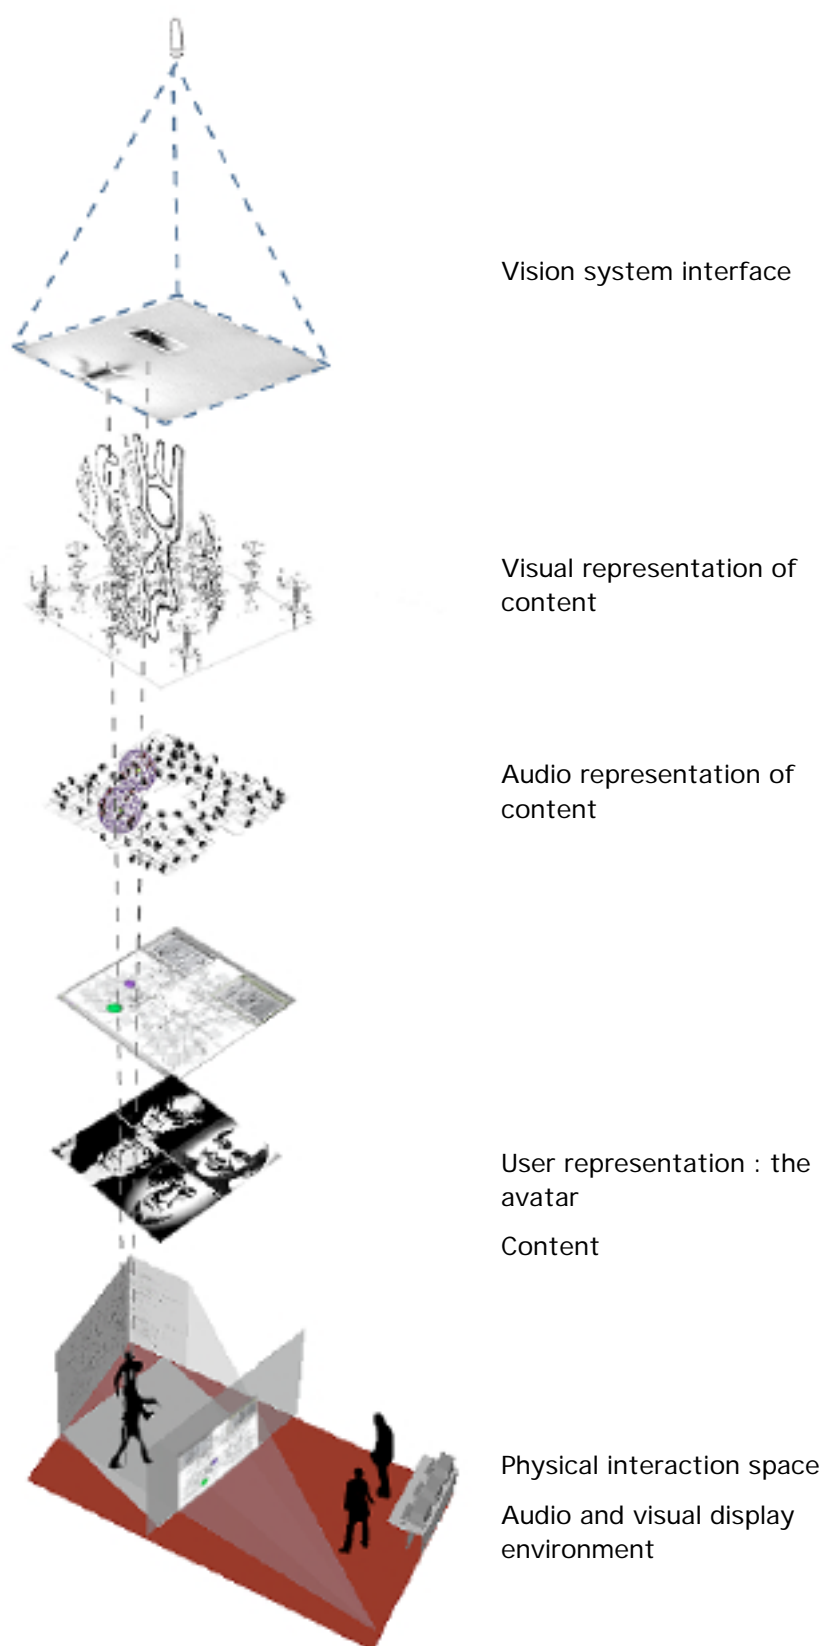 Vision system interface
Visual representation of
content
Audio representation of
content
User representation : the
avatar
Content
Physical interaction space
Audio and visual display
environment